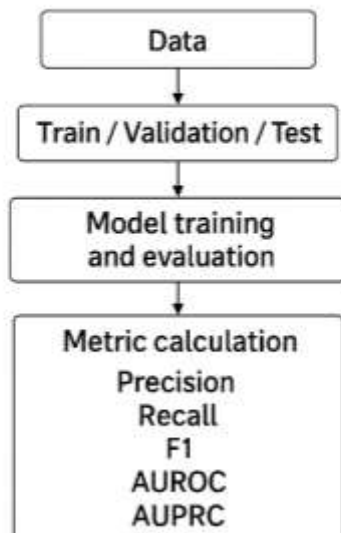 Data
Train / Validation / Test
Model training
and evaluation
Metric calculation
Precision
Recall
F1
AUROC
AUPRC